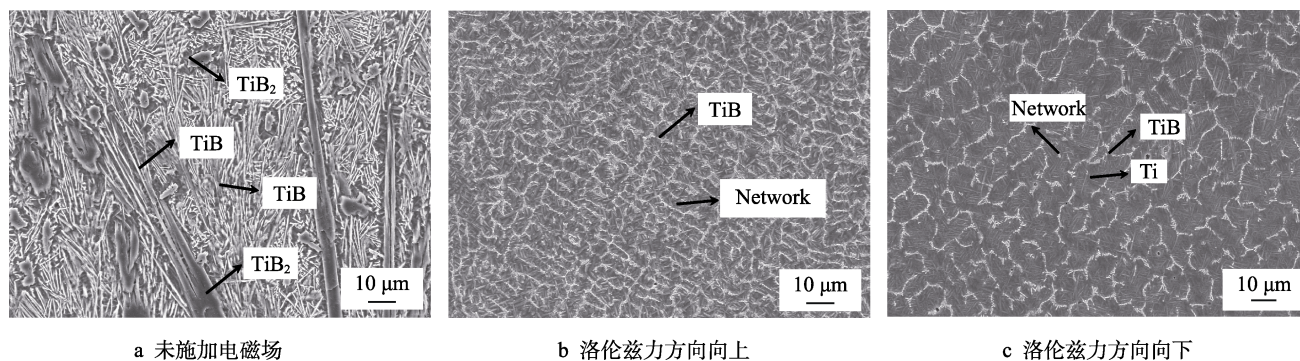 TiB₂
TiB
TiB
TiB₂
10 μm
TiB
Network
10 μm
Network
TiB
Ti
10 μm
a 未施加电磁场
b 洛伦兹力方向向上
c 洛伦兹力方向向下